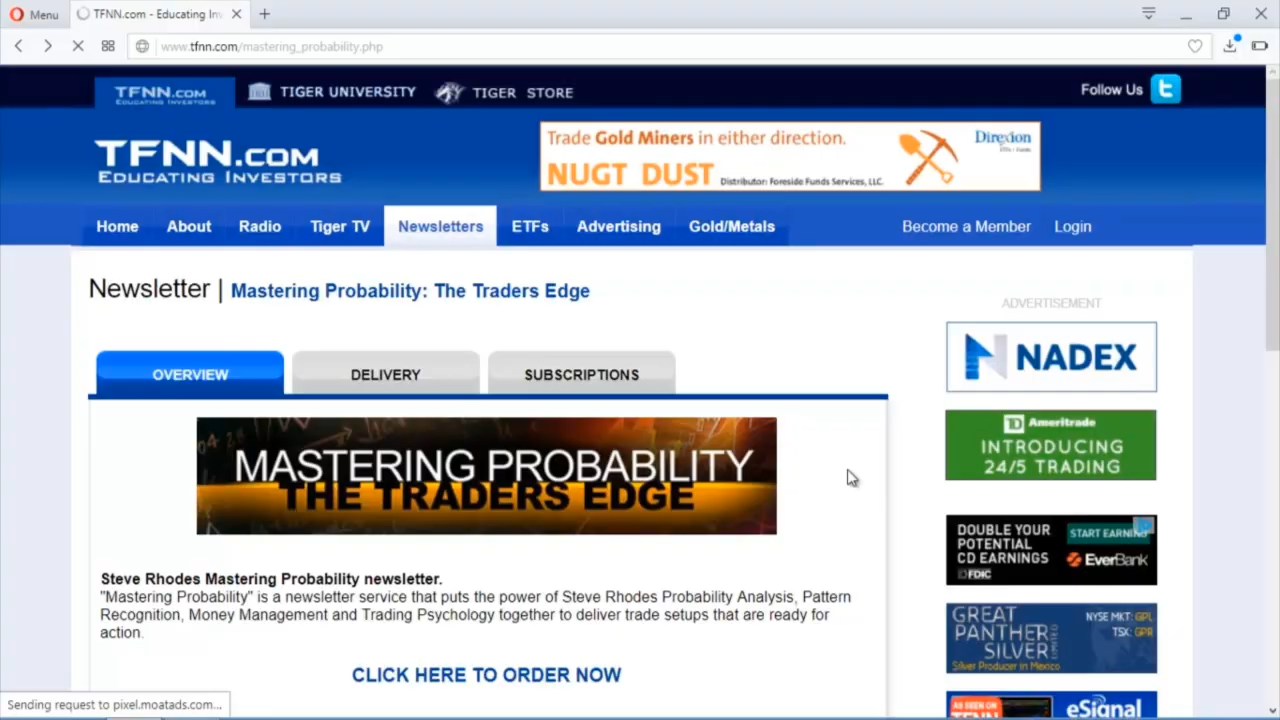 Menu
TFNN.com - Educating In
www.tfnn.com/mastering_probability.php
TFNN.COM
EDUCATING INVESTORS
TIGER UNIVERSITY
TIGER STORE
Follow Us
TFNN.COM
EDUCATING INVESTORS
Trade Gold Miners in either direction.
NUGT DUST
Distributor: Foreside Funds Services, LLC.
Direxion
Home About Radio Tiger TV Newsletters ETFs Advertising Gold/Metals Become a Member Login
Newsletter | Mastering Probability: The Traders Edge
ADVERTISEMENT
NADEX
OVERVIEW DELIVERY SUBSCRIPTIONS
MASTERING PROBABILITY
THE TRADERS EDGE
Ameritrade
INTRODUCING
24/5 TRADING
DOUBLE YOUR
POTENTIAL
CD EARNINGS
FDIC
START EARNING
EverBank
Steve Rhodes Mastering Probability newsletter.
"Mastering Probability" is a newsletter service that puts the power of Steve Rhodes Probability Analysis, Pattern
Recognition, Money Management and Trading Psychology together to deliver trade setups that are ready for
action.
GREAT
PANTHER
SILVER
LIMITED
NYSE MKT: GPL
TSX: GPR
Silver Producer in Mexico
CLICK HERE TO ORDER NOW
AS SEEN ON
TFNN
eSignal
Sending request to pixel.moatads.com...